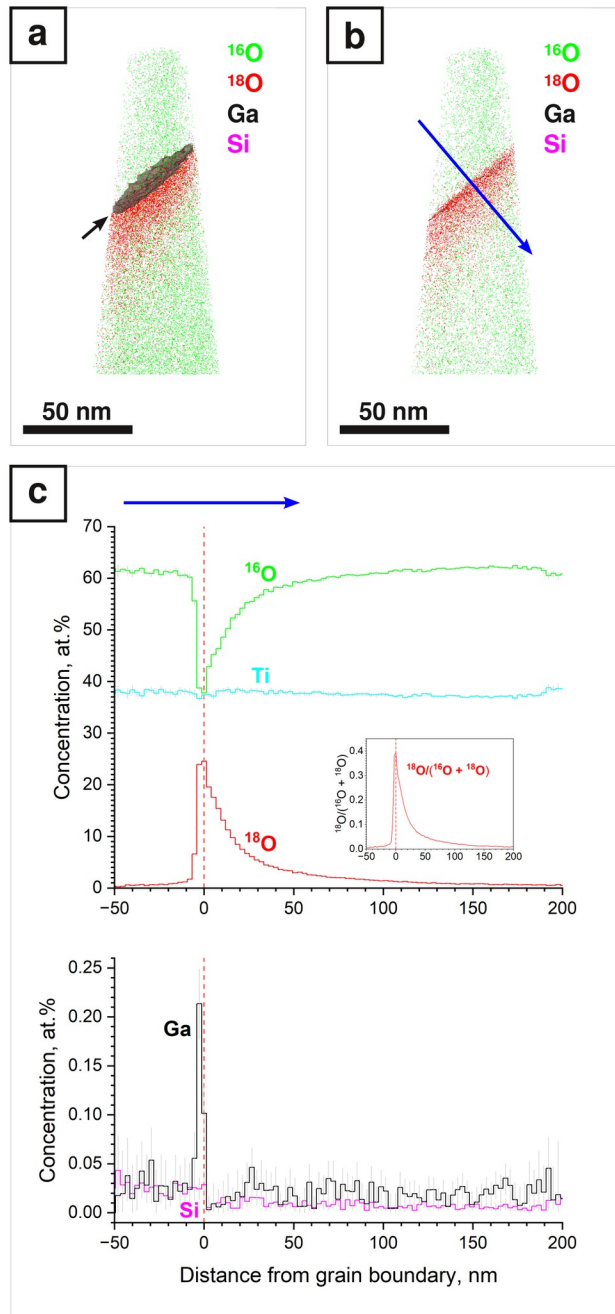 a
¹⁶O
¹⁸O
Ga
Si
50 nm
b
¹⁶O
¹⁸O
Ga
Si
50 nm
c
70
60
50
40
30
20
10
0
Concentration, at.%
¹⁶O
Ti
¹⁸O
−50 0 50 100 150 200
0.4
0.3
0.2
0.1
0.0
¹⁸O/(¹⁶O + ¹⁸O)
¹⁸O/(¹⁶O + ¹⁸O)
-50 0 50 100 150 200
0.25
0.20
0.15
0.10
0.05
0.00
Concentration, at.%
Ga
Si
−50 0 50 100 150 200
Distance from grain boundary, nm